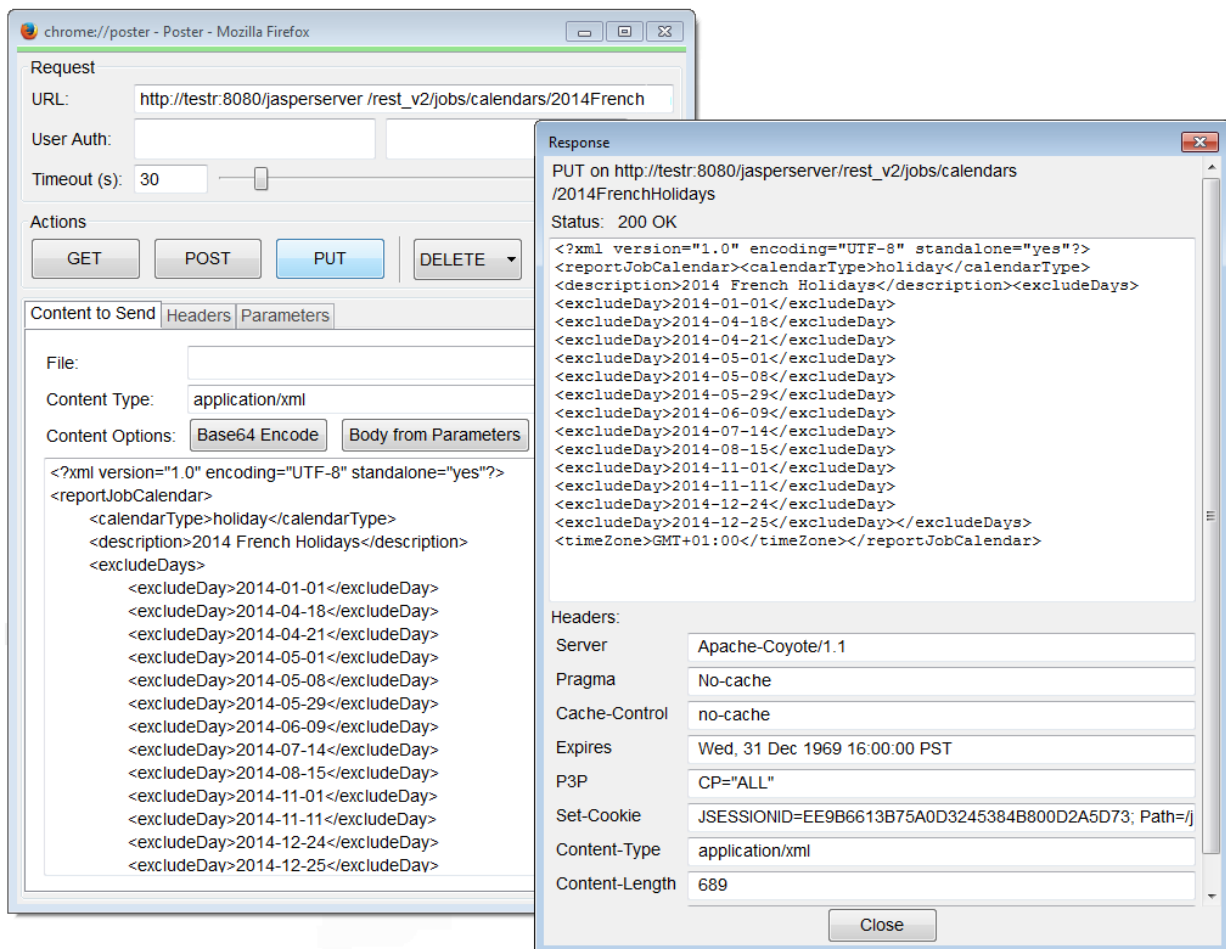 chrome://poster - Poster - Mozilla Firefox
Request
URL: http://testr:8080/jasperserver /rest_v2/jobs/calendars/2014French
User Auth:
Timeout (s): 30
Actions
GET POST PUT DELETE
Content to Send Headers Parameters
File:
Content Type: application/xml
Content Options: Base64 Encode Body from Parameters
<?xml version="1.0" encoding="UTF-8" standalone="yes"?>
<reportJobCalendar>
<calendarType>holiday</calendarType>
<description>2014 French Holidays</description>
<excludeDays>
<excludeDay>2014-01-01</excludeDay>
<excludeDay>2014-04-18</excludeDay>
<excludeDay>2014-04-21</excludeDay>
<excludeDay>2014-05-01</excludeDay>
<excludeDay>2014-05-08</excludeDay>
<excludeDay>2014-05-29</excludeDay>
<excludeDay>2014-06-09</excludeDay>
<excludeDay>2014-07-14</excludeDay>
<excludeDay>2014-08-15</excludeDay>
<excludeDay>2014-11-01</excludeDay>
<excludeDay>2014-11-11</excludeDay>
<excludeDay>2014-12-24</excludeDay>
<excludeDay>2014-12-25</excludeDay>
Response
PUT on http://testr:8080/jasperserver/rest_v2/jobs/calendars
/2014FrenchHolidays
Status: 200 OK
<?xml version="1.0" encoding="UTF-8" standalone="yes"?>
<reportJobCalendar><calendarType>holiday</calendarType>
<description>2014 French Holidays</description><excludeDays>
<excludeDay>2014-01-01</excludeDay>
<excludeDay>2014-04-18</excludeDay>
<excludeDay>2014-04-21</excludeDay>
<excludeDay>2014-05-01</excludeDay>
<excludeDay>2014-05-08</excludeDay>
<excludeDay>2014-05-29</excludeDay>
<excludeDay>2014-06-09</excludeDay>
<excludeDay>2014-07-14</excludeDay>
<excludeDay>2014-08-15</excludeDay>
<excludeDay>2014-11-01</excludeDay>
<excludeDay>2014-11-11</excludeDay>
<excludeDay>2014-12-24</excludeDay>
<excludeDay>2014-12-25</excludeDay></excludeDays>
<timeZone>GMT+01:00</timeZone></reportJobCalendar>
Headers:
Server Apache-Coyote/1.1
Pragma No-cache
Cache-Control no-cache
Expires Wed, 31 Dec 1969 16:00:00 PST
P3P CP="ALL"
Set-Cookie JSESSIONID=EE9B6613B75A0D3245384B800D2A5D73; Path=/j
Content-Type application/xml
Content-Length 689
Close